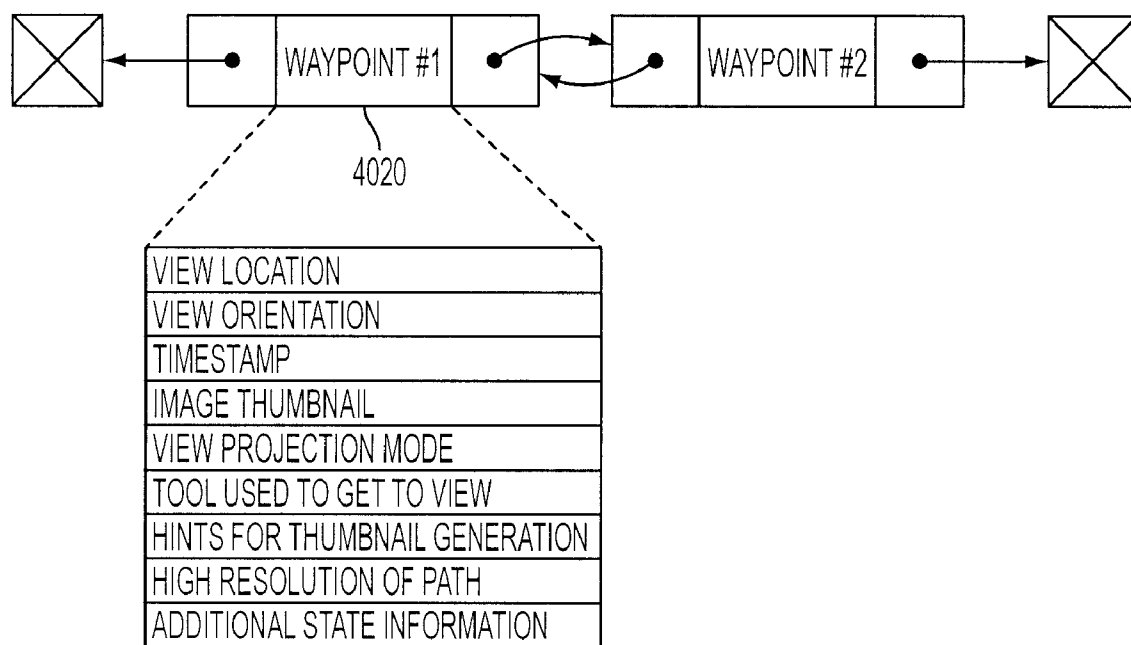 WAYPOINT #1
WAYPOINT #2
4020
VIEW LOCATION
VIEW ORIENTATION
TIMESTAMP
IMAGE THUMBNAIL
VIEW PROJECTION MODE
TOOL USED TO GET TO VIEW
HINTS FOR THUMBNAIL GENERATION
HIGH RESOLUTION OF PATH
ADDITIONAL STATE INFORMATION